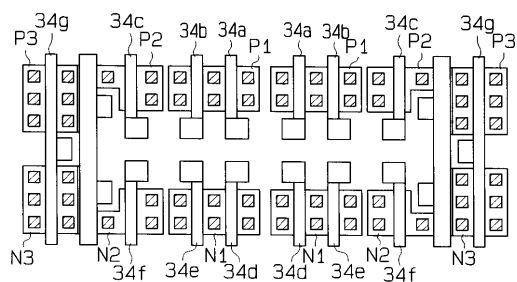 34g 34c 34b 34a 34a 34b 34c 34g
P3 P2 P1 P1 P2 P3
N3 N2 N1 N1 N2 N3
34f 34e 34d 34d 34e 34f